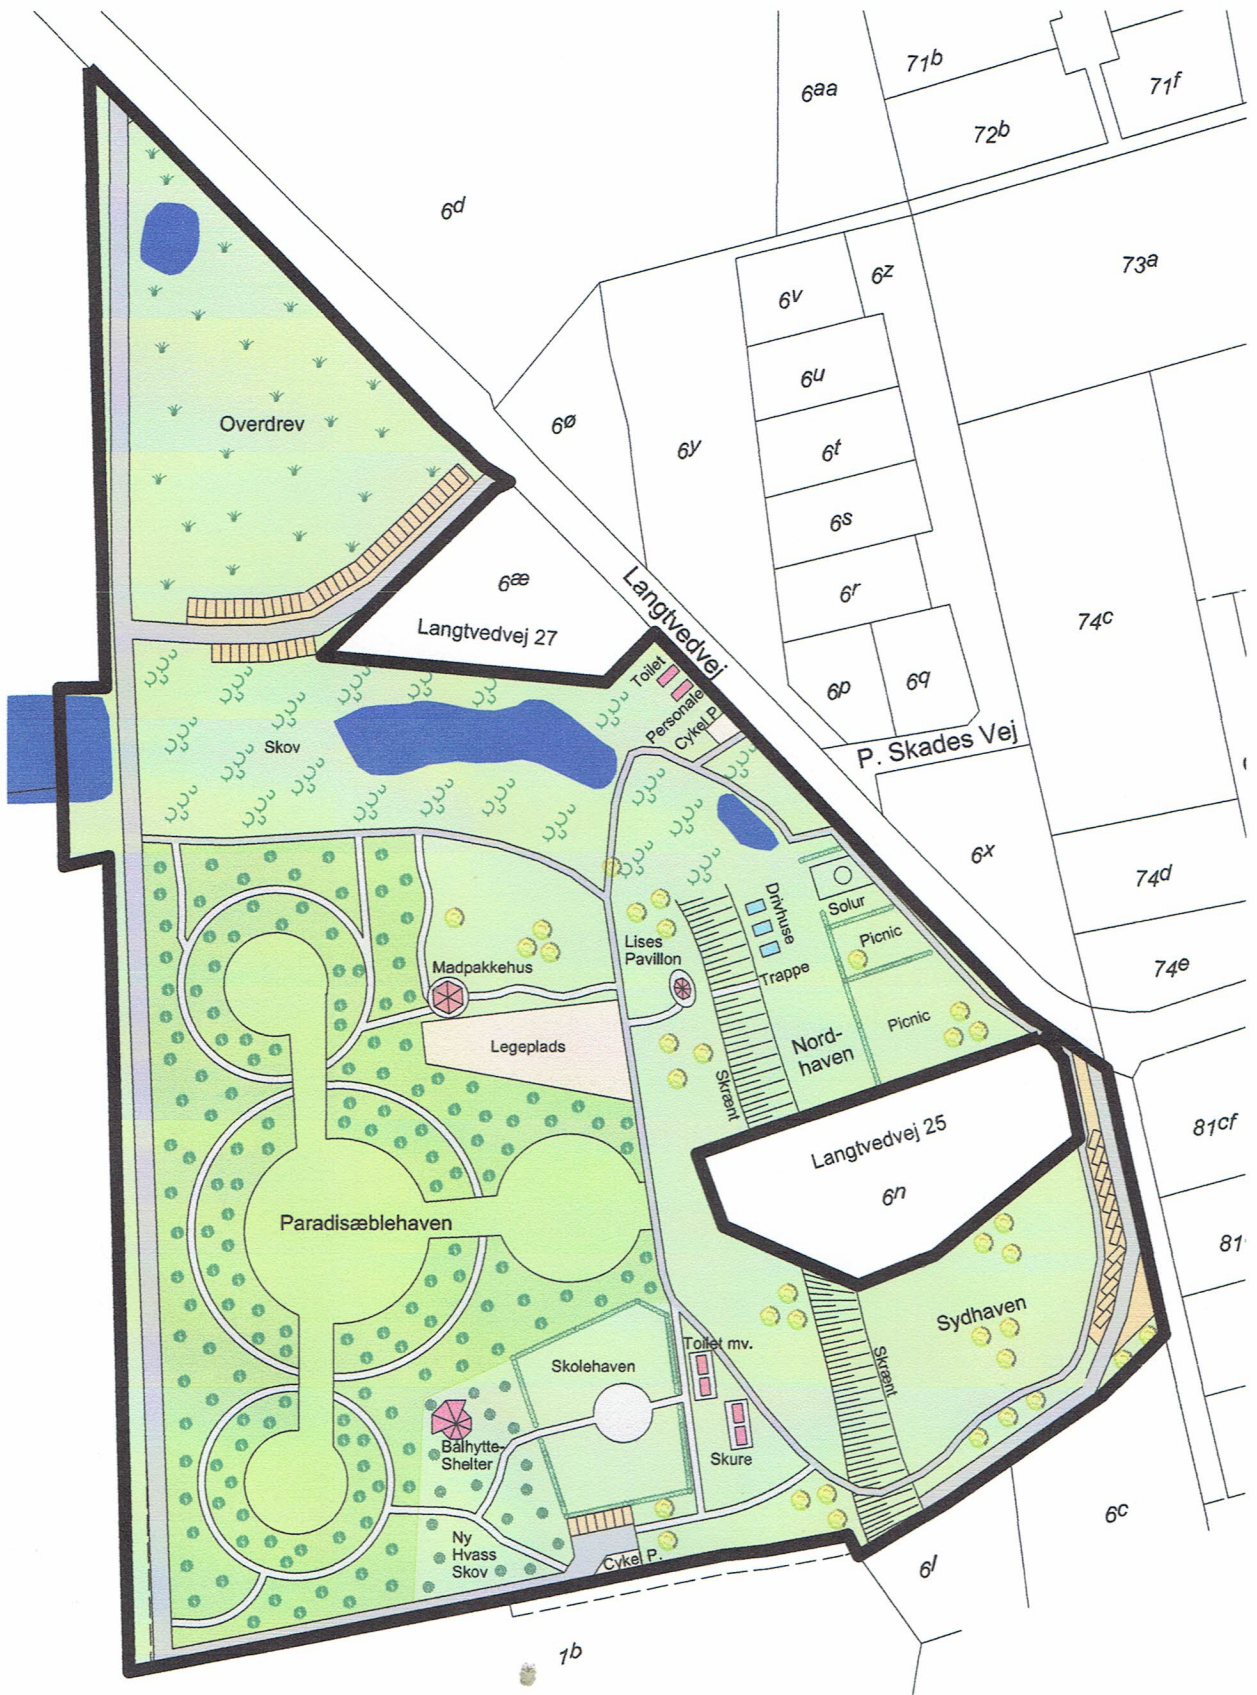 71b
6aa
71f
72b
6d
73a
6z
6v
6u
Overdrev
6ø
6y
6t
6s
6æ
6r
Langtvedvej 27
Langtvedvej
74c
Toilet
Personale
Cykel P.
6p
6q
Skov
P. Skades Vej
6x
74d
Drivhuse
Solur
Lises
Pavillon
Picnic
Madpakkehus
Trappe
74e
Legeplads
Nord-
haven
Picnic
Skrænt
Langtvedvej 25
81cf
6n
Paradisæblehaven
81
Sydhaven
Toilet mv.
Skolehaven
Skrænt
Bålhytte-
Shelter
Skure
6c
Ny
Hvass
Skov
Cykel P.
6l
1b